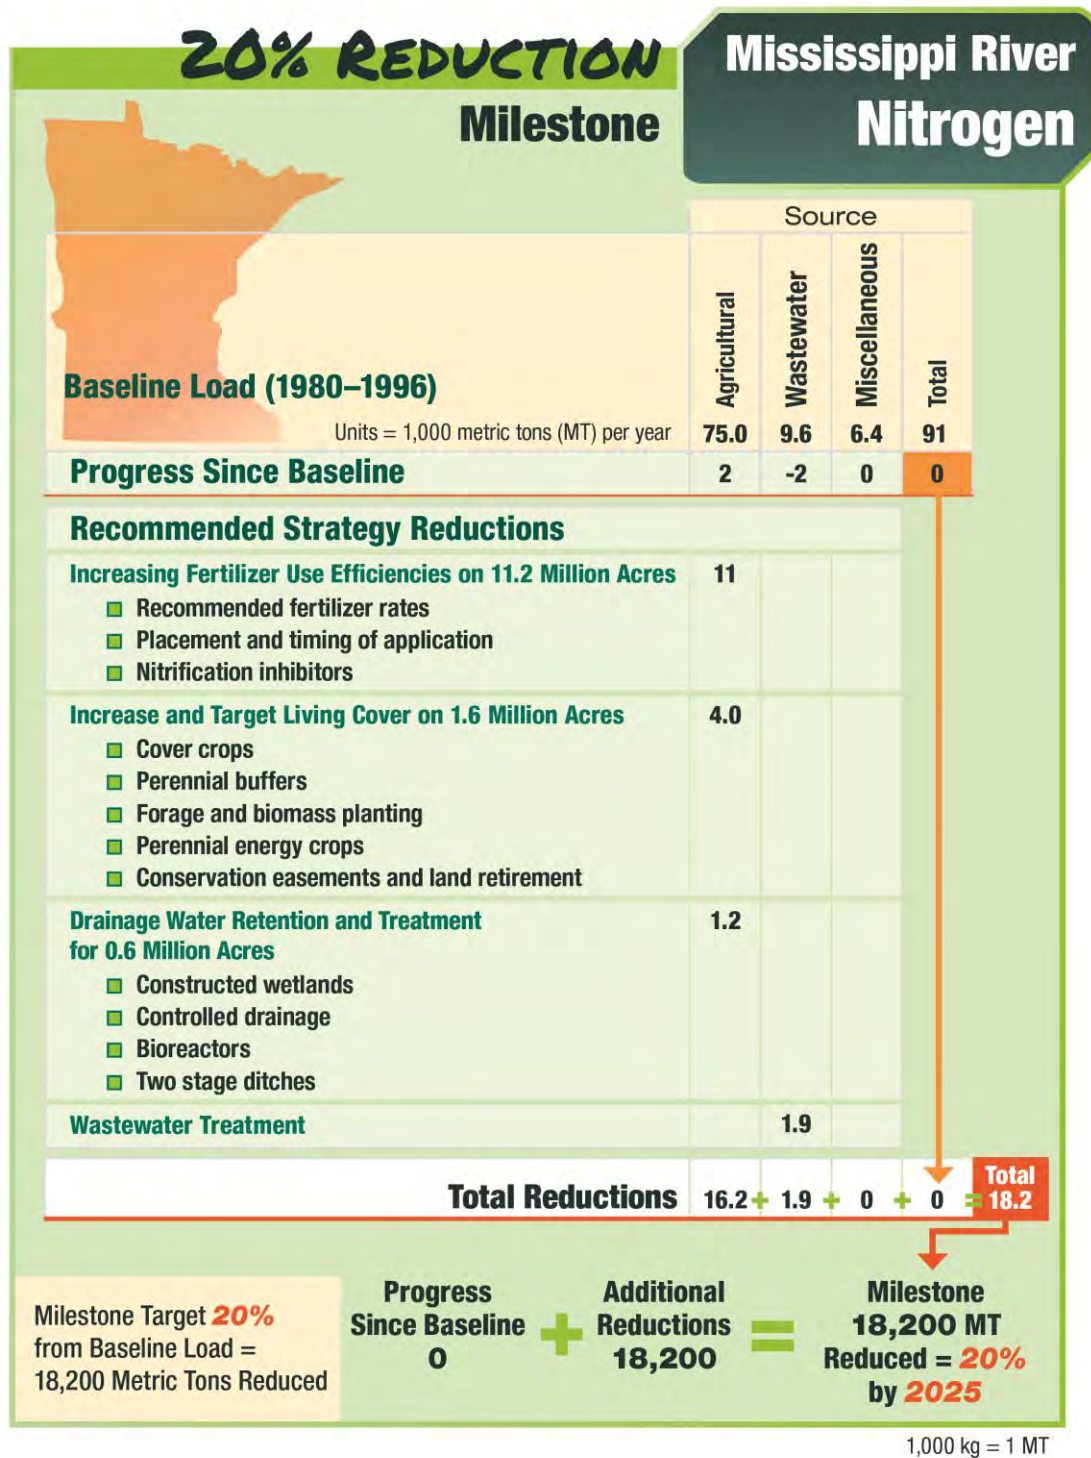 20% REDUCTION
Milestone
Mississippi River
Nitrogen
Source
Agricultural
Wastewater
Miscellaneous
Total
Baseline Load (1980–1996)
Units = 1,000 metric tons (MT) per year 75.0 9.6 6.4 91
Progress Since Baseline 2 -2 0 0
Recommended Strategy Reductions
Increasing Fertilizer Use Efficiencies on 11.2 Million Acres 11
Recommended fertilizer rates
Placement and timing of application
Nitrification inhibitors
Increase and Target Living Cover on 1.6 Million Acres 4.0
Cover crops
Perennial buffers
Forage and biomass planting
Perennial energy crops
Conservation easements and land retirement
Drainage Water Retention and Treatment 1.2
for 0.6 Million Acres
Constructed wetlands
Controlled drainage
Bioreactors
Two stage ditches
Wastewater Treatment 1.9
Total Reductions 16.2 + 1.9 + 0 + 0 = Total 18.2
Milestone Target 20%
from Baseline Load =
18,200 Metric Tons Reduced
Progress
Since Baseline
0
+
Additional
Reductions
18,200
=
Milestone
18,200 MT
Reduced = 20%
by 2025
1,000 kg = 1 MT